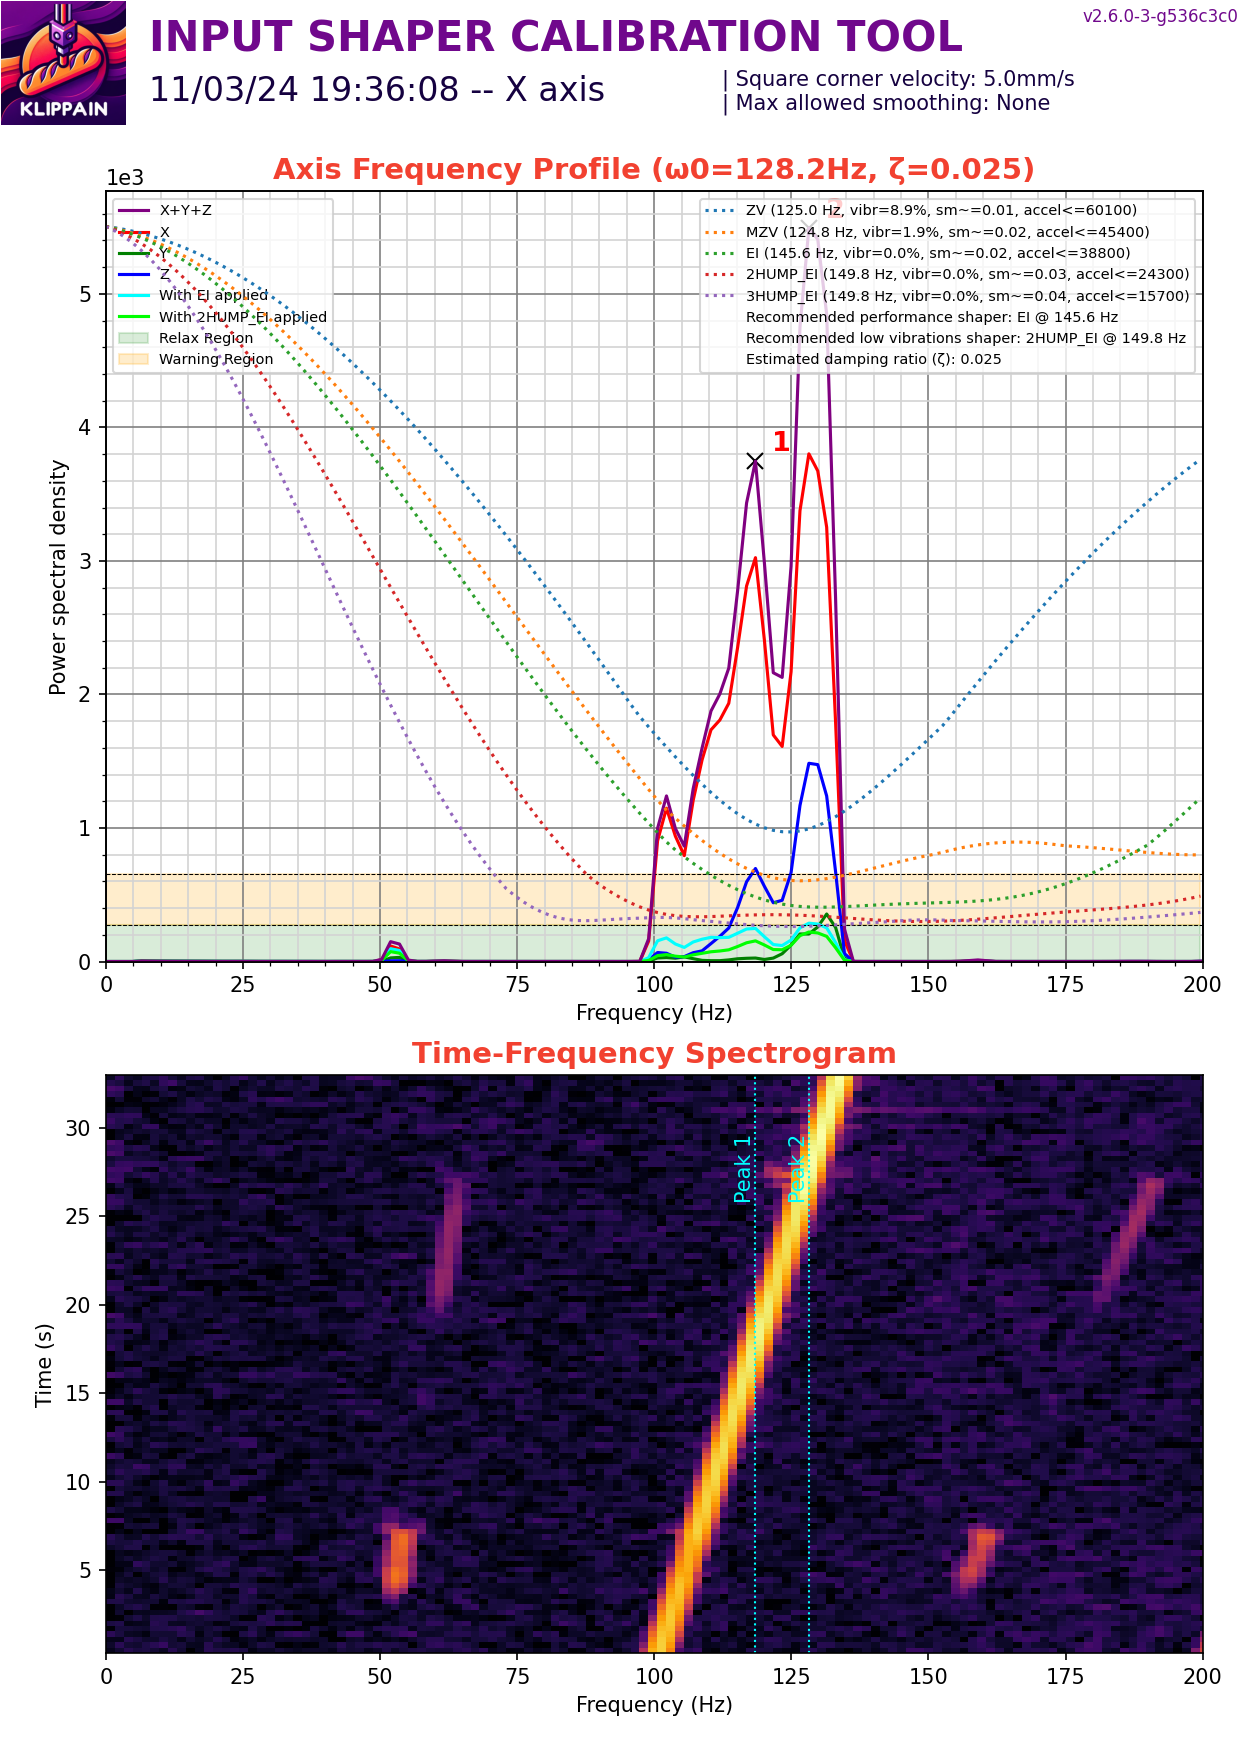 v2.6.0-3-g536c3c0
INPUT SHAPER CALIBRATION TOOL
11/03/24 19:36:08 -- X axis
| Square corner velocity: 5.0mm/s
| Max allowed smoothing: None
KLIPPAIN
Axis Frequency Profile (ω0=128.2Hz, ζ=0.025)
1e3
X+Y+Z
X
Y
Z
With EI applied
With 2HUMP_EI applied
Relax Region
Warning Region
ZV (125.0 Hz, vibr=8.9%, sm~=0.01, accel<=60100)
MZV (124.8 Hz, vibr=1.9%, sm~=0.02, accel<=45400)
EI (145.6 Hz, vibr=0.0%, sm~=0.02, accel<=38800)
2HUMP_EI (149.8 Hz, vibr=0.0%, sm~=0.03, accel<=24300)
3HUMP_EI (149.8 Hz, vibr=0.0%, sm~=0.04, accel<=15700)
Recommended performance shaper: EI @ 145.6 Hz
Recommended low vibrations shaper: 2HUMP_EI @ 149.8 Hz
Estimated damping ratio (ζ): 0.025
2
1
5
4
3
2
1
0
Power spectral density
0 25 50 75 100 125 150 175 200
Frequency (Hz)
Time-Frequency Spectrogram
Peak 1
Peak 2
30
25
20
15
10
5
Time (s)
0 25 50 75 100 125 150 175 200
Frequency (Hz)